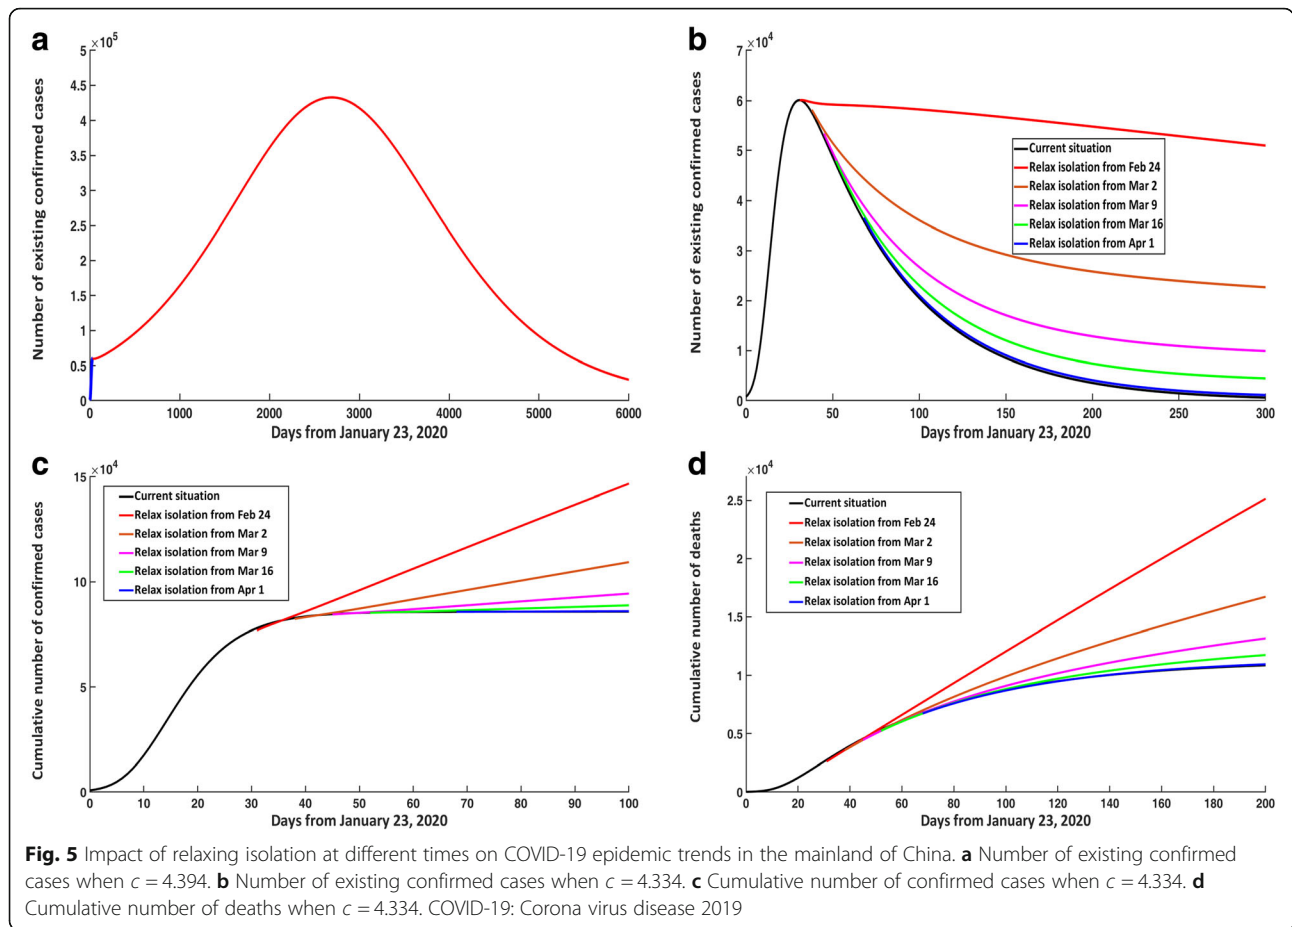 a
×10⁵
5
4.5
4
3.5
3
2.5
2
1.5
1
0.5
0
Number of existing confirmed cases
0 1000 2000 3000 4000 5000 6000
Days from January 23, 2020
b
×10⁴
7
6
5
4
3
2
1
0
Number of existing confirmed cases
Current situation
Relax isolation from Feb 24
Relax isolation from Mar 2
Relax isolation from Mar 9
Relax isolation from Mar 16
Relax isolation from Apr 1
0 50 100 150 200 250 300
Days from January 23, 2020
c
×10⁴
15
10
5
0
Cumulative number of confirmed cases
Current situation
Relax isolation from Feb 24
Relax isolation from Mar 2
Relax isolation from Mar 9
Relax isolation from Mar 16
Relax isolation from Apr 1
0 10 20 30 40 50 60 70 80 90 100
Days from January 23, 2020
d
×10⁴
2.5
2
1.5
1
0.5
0
Cumulative number of deaths
Current situation
Relax isolation from Feb 24
Relax isolation from Mar 2
Relax isolation from Mar 9
Relax isolation from Mar 16
Relax isolation from Apr 1
0 20 40 60 80 100 120 140 160 180 200
Days from January 23, 2020
Fig. 5 Impact of relaxing isolation at different times on COVID-19 epidemic trends in the mainland of China. a Number of existing confirmed
cases when c = 4.394. b Number of existing confirmed cases when c = 4.334. c Cumulative number of confirmed cases when c = 4.334. d
Cumulative number of deaths when c = 4.334. COVID-19: Corona virus disease 2019